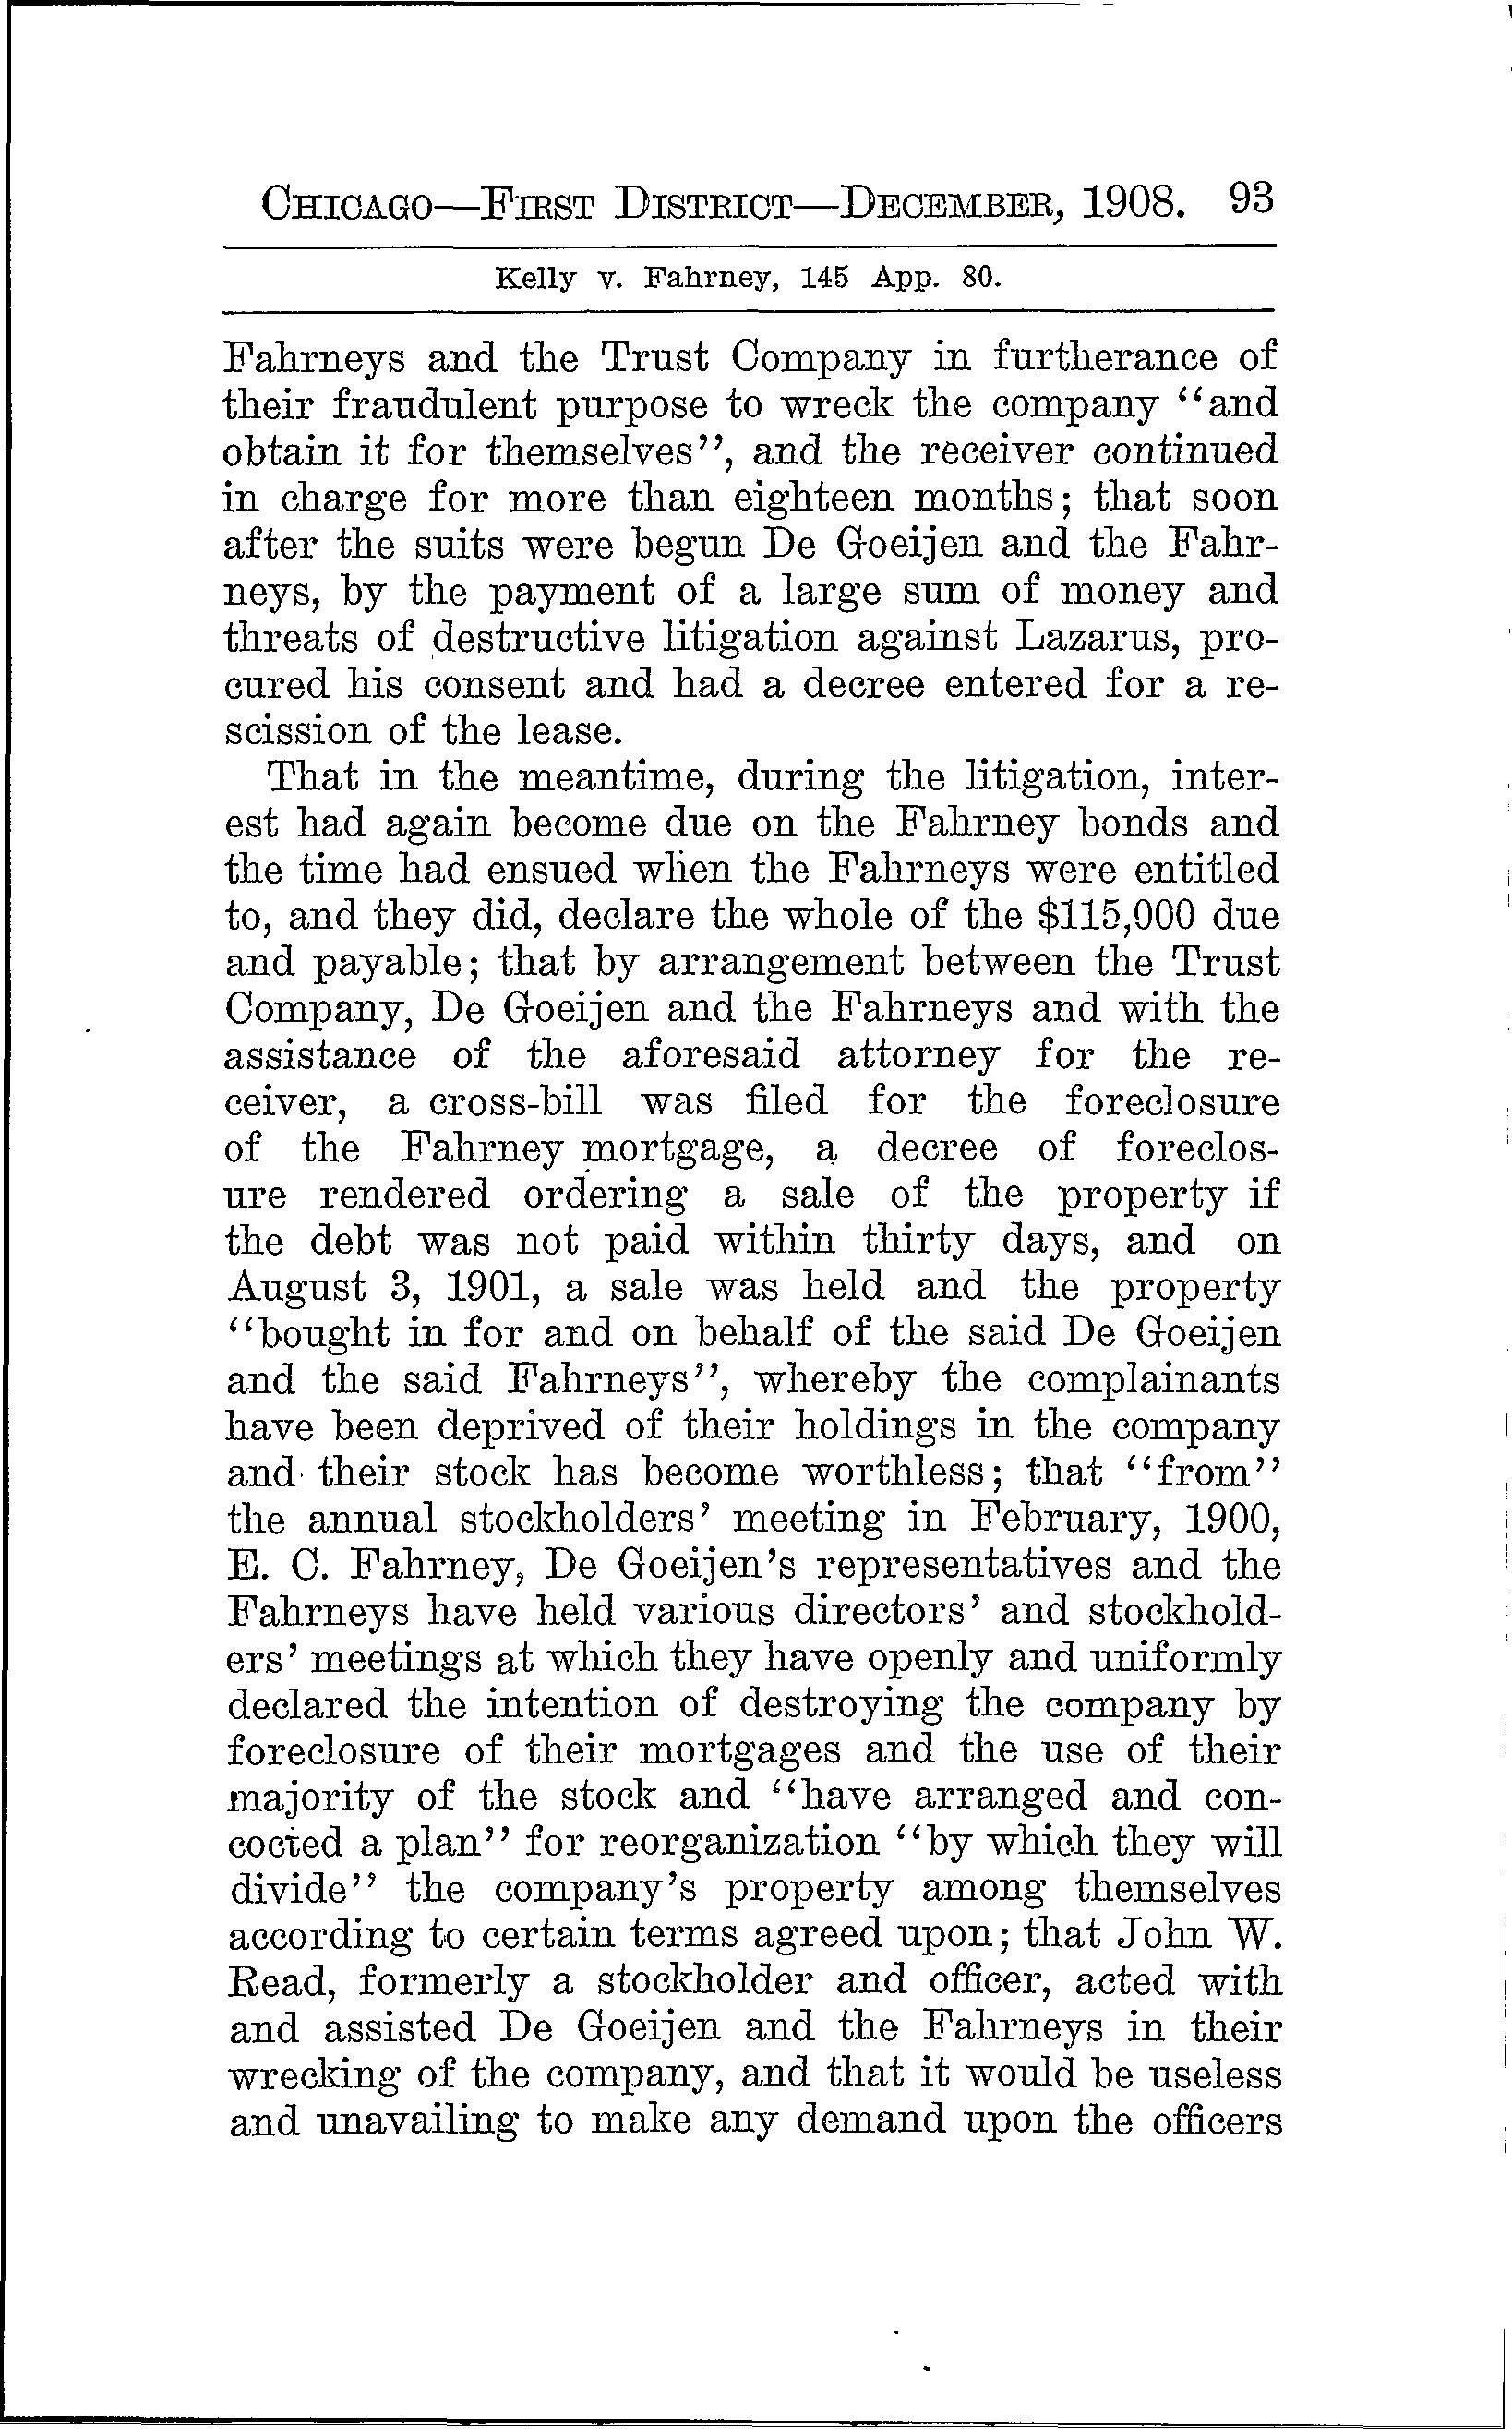 CHICAGO—FIRST DISTRICT—DECEMBER, 1908. 93
Kelly v. Fahrney, 145 App. 80.
Fahrneys and the Trust Company in furtherance of
their fraudulent purpose to wreck the company “and
obtain it for themselves”, and the receiver continued
in charge for more than eighteen months; that soon
after the suits were begun De Goeijen and the Fahr-
neys, by the payment of a large sum of money and
threats of destructive litigation against Lazarus, pro-
cured his consent and had a decree entered for a re-
scission of the lease.
That in the meantime, during the litigation, inter-
est had again become due on the Fahrney bonds and
the time had ensued when the Fahrneys were entitled
to, and they did, declare the whole of the $115,000 due
and payable; that by arrangement between the Trust
Company, De Goeijen and the Fahrneys and with the
assistance of the aforesaid attorney for the re-
ceiver, a cross-bill was filed for the foreclosure
of the Fahrney mortgage, a decree of foreclos-
ure rendered ordering a sale of the property if
the debt was not paid within thirty days, and on
August 3, 1901, a sale was held and the property
“bought in for and on behalf of the said De Goeijen
and the said Fahrneys”, whereby the complainants
have been deprived of their holdings in the company
and their stock has become worthless; that “from”
the annual stockholders’ meeting in February, 1900,
E. C. Fahrney, De Goeijen’s representatives and the
Fahrneys have held various directors’ and stockhold-
ers’ meetings at which they have openly and uniformly
declared the intention of destroying the company by
foreclosure of their mortgages and the use of their
majority of the stock and “have arranged and con-
cocted a plan” for reorganization “by which they will
divide” the company’s property among themselves
according to certain terms agreed upon; that John W.
Read, formerly a stockholder and officer, acted with
and assisted De Goeijen and the Fahrneys in their
wrecking of the company, and that it would be useless
and unavailing to make any demand upon the officers